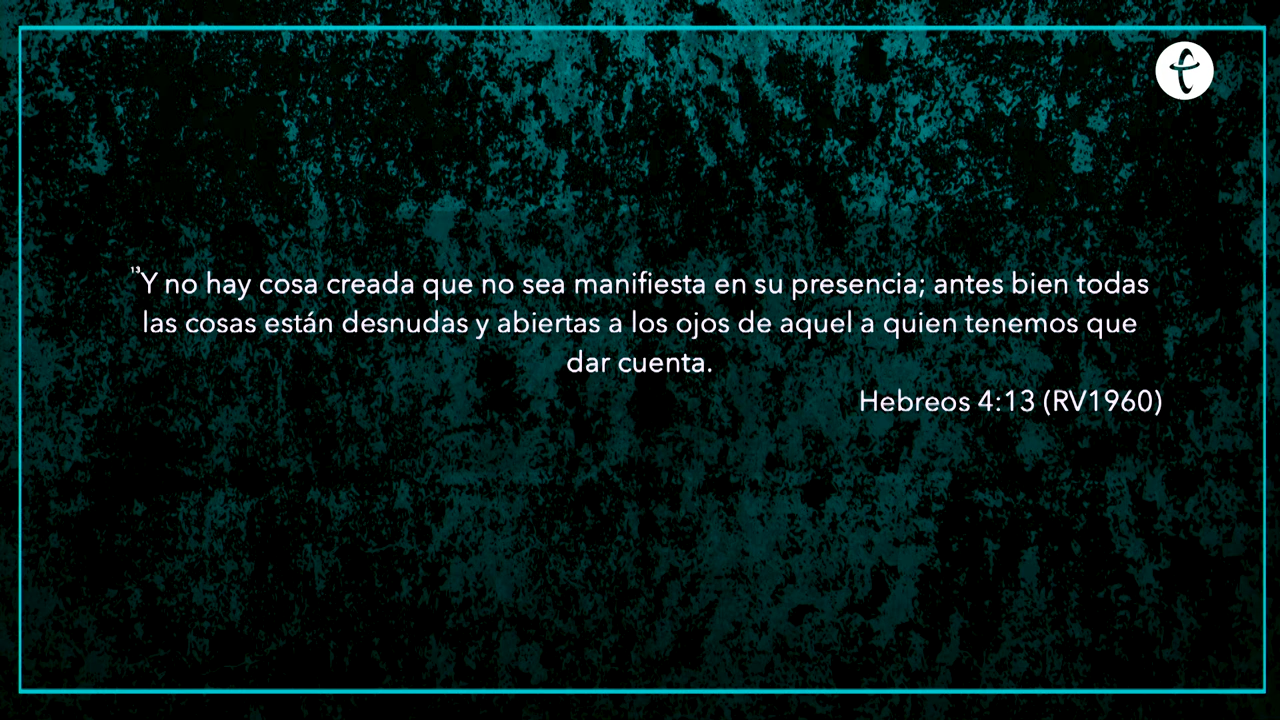 ¹³Y no hay cosa creada que no sea manifiesta en su presencia; antes bien todas
las cosas están desnudas y abiertas a los ojos de aquel a quien tenemos que
dar cuenta.
Hebreos 4:13 (RV1960)